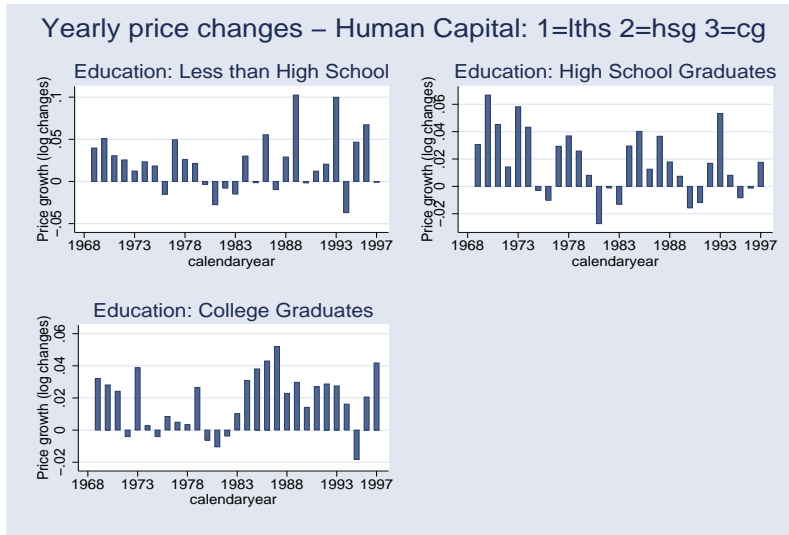 Yearly price changes – Human Capital: 1=lths 2=hsg 3=cg
Education: Less than High School
Price growth (log changes)
.1
.05
0
-.05
1968 1973 1978 1983 1988 1993 1997
calendaryear
Education: High School Graduates
Price growth (log changes)
.06
.04
.02
0
-.02
1968 1973 1978 1983 1988 1993 1997
calendaryear
Education: College Graduates
Price growth (log changes)
.06
.04
.02
0
-.02
1968 1973 1978 1983 1988 1993 1997
calendaryear